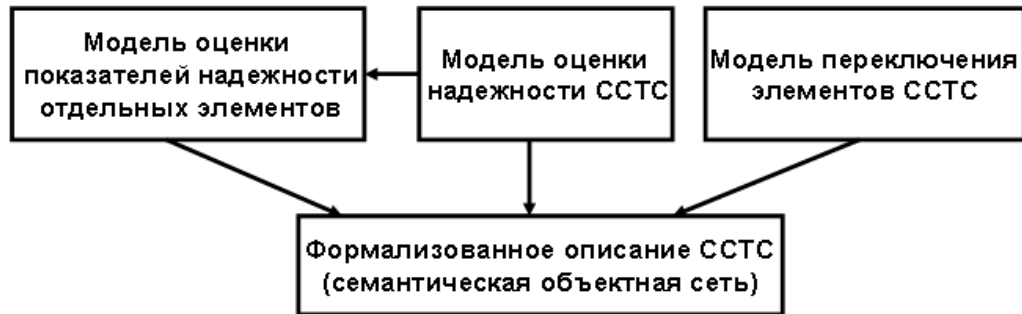 Модель оценки
показателей надежности
отдельных элементов
Модель оценки
надежности ССТС
Модель переключения
элементов ССТС
Формализованное описание ССТС
(семантическая объектная сеть)